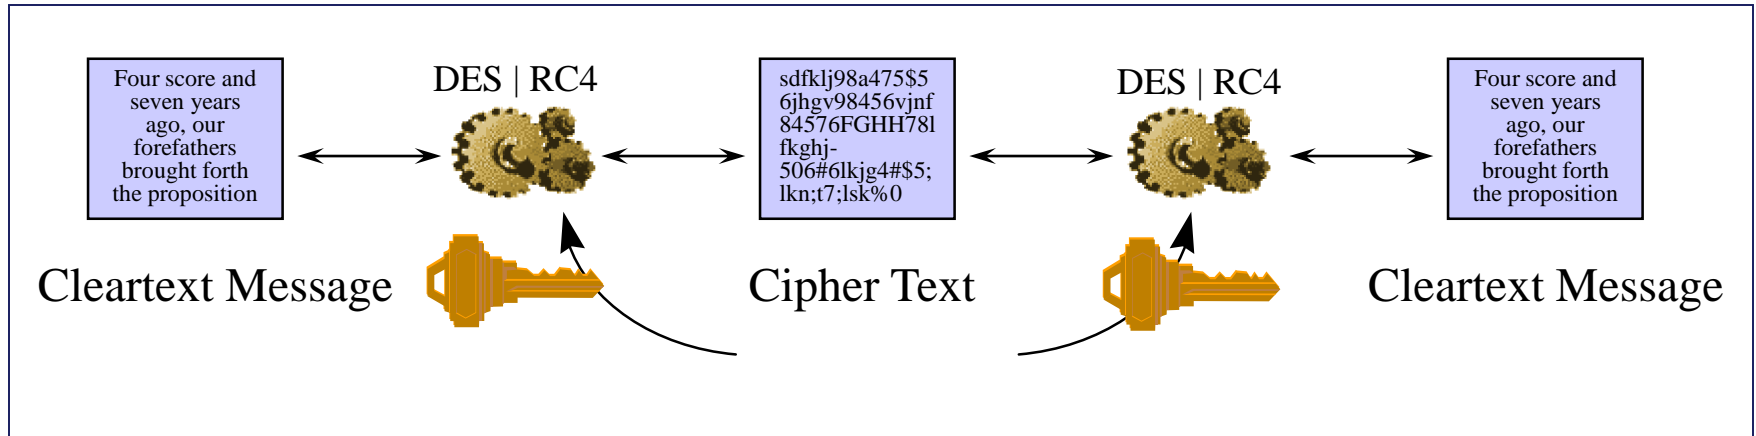 Four score and
seven years
ago, our
forefathers
brought forth
the proposition
Cleartext Message
DES | RC4
sdfklj98a475$5
6jhgv98456vjnf
84576FGHH78l
fkghj-
506#6lkjg4#$5;
lkn;t7;lsk%0
Cipher Text
DES | RC4
Four score and
seven years
ago, our
forefathers
brought forth
the proposition
Cleartext Message